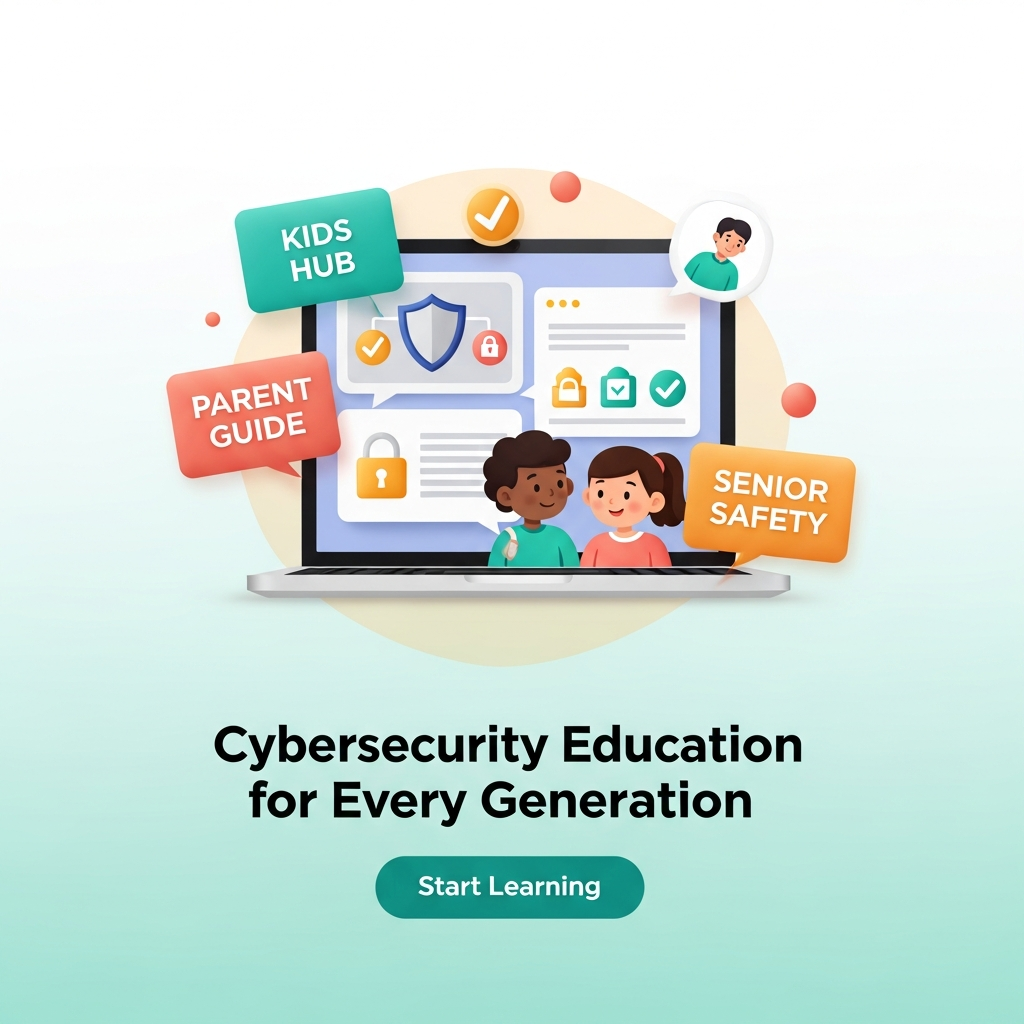 KIDS
HUB
PARENT
GUIDE
SENIOR
SAFETY
Cybersecurity Education
for Every Generation
Start Learning